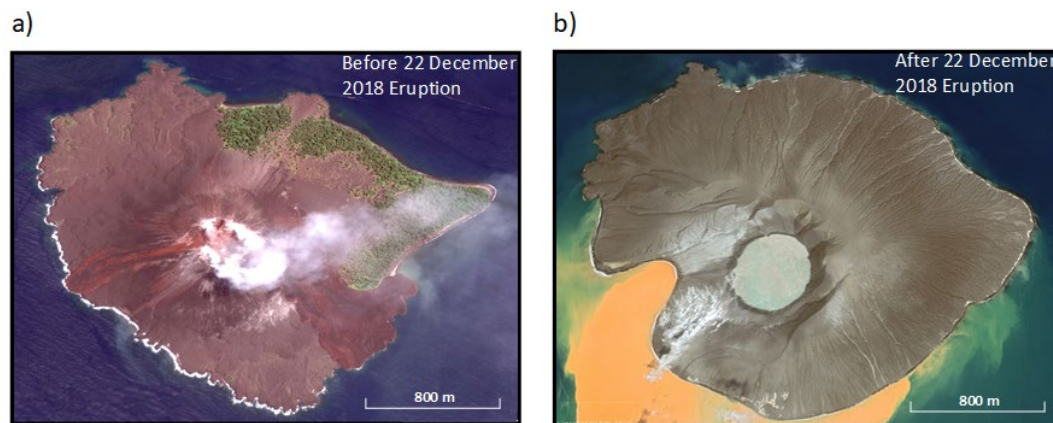 a)
Before 22 December
2018 Eruption
800 m
b)
After 22 December
2018 Eruption
800 m